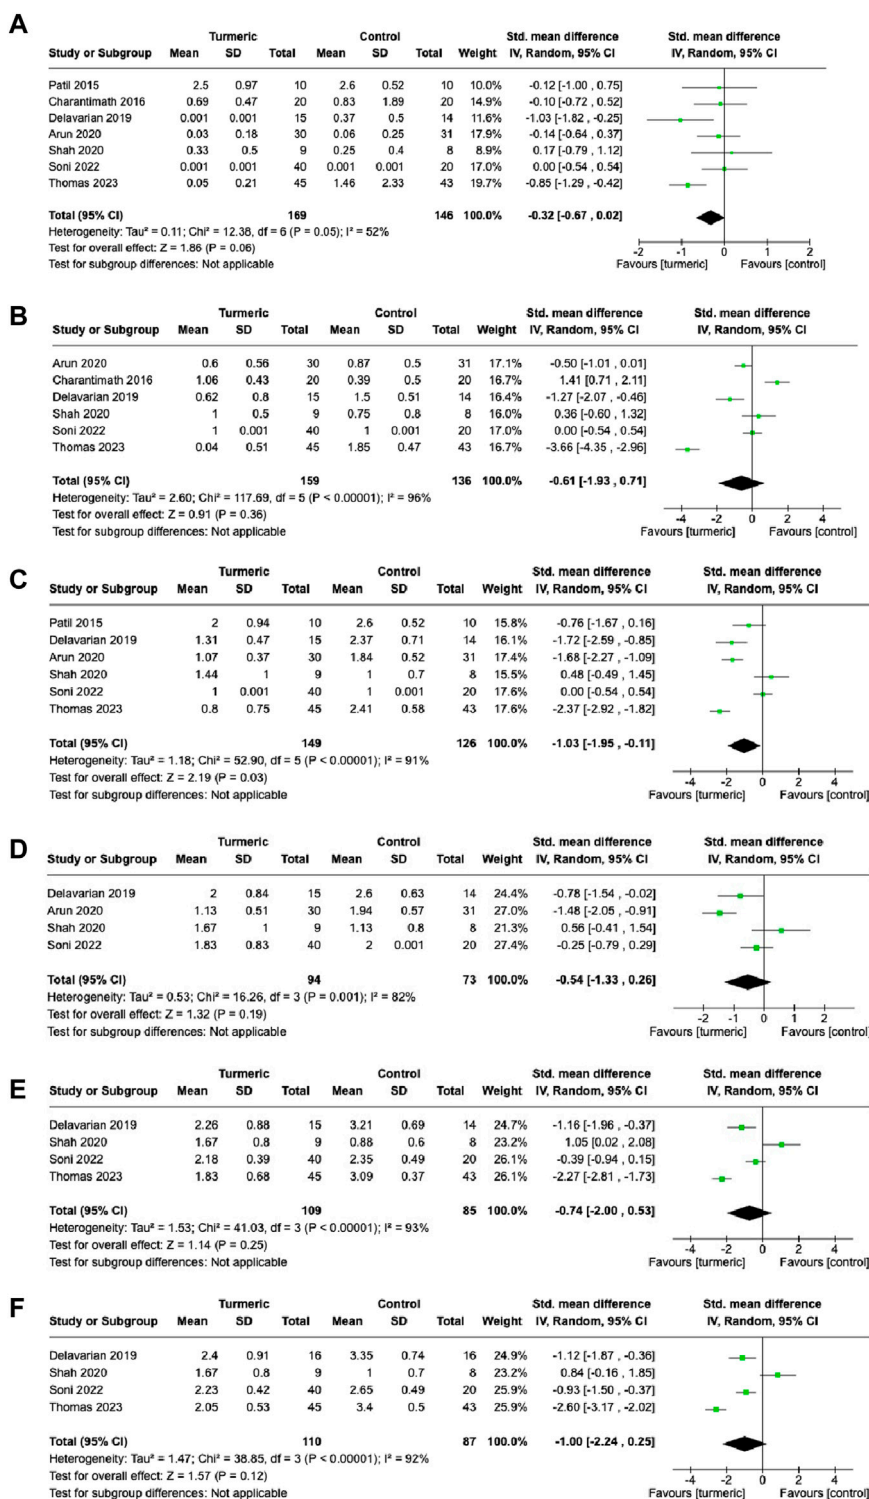 A
Turmeric Control Std. mean difference Std. mean difference
Study or Subgroup Mean SD Total Mean SD Total Weight IV, Random, 95% CI IV, Random, 95% CI
Patil 2015 2.5 0.97 10 2.6 0.52 10 10.0% -0.12 [-1.00 , 0.75]
Charantimath 2016 0.69 0.47 20 0.83 1.89 20 14.9% -0.10 [-0.72 , 0.52]
Delavarian 2019 0.001 0.001 15 0.37 0.5 14 11.6% -1.03 [-1.82 , -0.25]
Arun 2020 0.03 0.18 30 0.06 0.25 31 17.9% -0.14 [-0.64 , 0.37]
Shah 2020 0.33 0.5 9 0.25 0.4 8 8.9% 0.17 [-0.79 , 1.12]
Soni 2022 0.001 0.001 40 0.001 0.001 20 17.0% 0.00 [-0.54 , 0.54]
Thomas 2023 0.05 0.21 45 1.46 2.33 43 19.7% -0.85 [-1.29 , -0.42]
Total (95% CI) 169 146 100.0% -0.32 [-0.67 , 0.02]
Heterogeneity: Tau² = 0.11; Chi² = 12.38, df = 6 (P = 0.05); I² = 52%
Test for overall effect: Z = 1.86 (P = 0.06)
-2 -1 0 1 2
Test for subgroup differences: Not applicable
Favours [turmeric] Favours [control]
B
Turmeric Control Std. mean difference Std. mean difference
Study or Subgroup Mean SD Total Mean SD Total Weight IV, Random, 95% CI IV, Random, 95% CI
Arun 2020 0.6 0.56 30 0.87 0.5 31 17.1% -0.50 [-1.01 , 0.01]
Charantimath 2016 1.06 0.43 20 0.39 0.5 20 16.7% 1.41 [0.71 , 2.11]
Delavarian 2019 0.62 0.8 15 1.5 0.51 14 16.4% -1.27 [-2.07 , -0.46]
Shah 2020 1 0.5 9 0.75 0.8 8 16.0% 0.36 [-0.60 , 1.32]
Soni 2022 1 0.001 40 1 0.001 20 17.0% 0.00 [-0.54 , 0.54]
Thomas 2023 0.04 0.51 45 1.85 0.47 43 16.7% -3.66 [-4.35 , -2.96]
Total (95% CI) 159 136 100.0% -0.61 [-1.93 , 0.71]
Heterogeneity: Tau² = 2.60; Chi² = 117.69, df = 5 (P < 0.00001); I² = 96%
Test for overall effect: Z = 0.91 (P = 0.36)
-4 -2 0 2 4
Test for subgroup differences: Not applicable
Favours [turmeric] Favours [control]
C
Turmeric Control Std. mean difference Std. mean difference
Study or Subgroup Mean SD Total Mean SD Total Weight IV, Random, 95% CI IV, Random, 95% CI
Patil 2015 2 0.94 10 2.6 0.52 10 15.8% -0.76 [-1.67 , 0.16]
Delavarian 2019 1.31 0.47 15 2.37 0.71 14 16.1% -1.72 [-2.59 , -0.85]
Arun 2020 1.07 0.37 30 1.84 0.52 31 17.4% -1.68 [-2.27 , -1.09]
Shah 2020 1.44 1 9 1 0.7 8 15.5% 0.48 [-0.49 , 1.45]
Soni 2022 1 0.001 40 1 0.001 20 17.6% 0.00 [-0.54 , 0.54]
Thomas 2023 0.8 0.75 45 2.41 0.58 43 17.6% -2.37 [-2.92 , -1.82]
Total (95% CI) 149 126 100.0% -1.03 [-1.95 , -0.11]
Heterogeneity: Tau² = 1.18; Chi² = 52.90, df = 5 (P < 0.00001); I² = 91%
Test for overall effect: Z = 2.19 (P = 0.03)
-4 -2 0 2 4
Test for subgroup differences: Not applicable
Favours [turmeric] Favours [control]
D
Turmeric Control Std. mean difference Std. mean difference
Study or Subgroup Mean SD Total Mean SD Total Weight IV, Random, 95% CI IV, Random, 95% CI
Delavarian 2019 2 0.84 15 2.6 0.63 14 24.4% -0.78 [-1.54 , -0.02]
Arun 2020 1.13 0.51 30 1.94 0.57 31 27.0% -1.48 [-2.05 , -0.91]
Shah 2020 1.67 1 9 1.13 0.8 8 21.3% 0.56 [-0.41 , 1.54]
Soni 2022 1.83 0.83 40 2 0.001 20 27.4% -0.25 [-0.79 , 0.29]
Total (95% CI) 94 73 100.0% -0.54 [-1.33 , 0.26]
Heterogeneity: Tau² = 0.53; Chi² = 16.26, df = 3 (P = 0.001); I² = 82%
Test for overall effect: Z = 1.32 (P = 0.19)
-2 -1 0 1 2
Test for subgroup differences: Not applicable
Favours [turmeric] Favours [control]
E
Turmeric Control Std. mean difference Std. mean difference
Study or Subgroup Mean SD Total Mean SD Total Weight IV, Random, 95% CI IV, Random, 95% CI
Delavarian 2019 2.26 0.88 15 3.21 0.69 14 24.7% -1.16 [-1.96 , -0.37]
Shah 2020 1.67 0.8 9 0.88 0.6 8 23.2% 1.05 [0.02 , 2.08]
Soni 2022 2.18 0.39 40 2.35 0.49 20 26.1% -0.39 [-0.94 , 0.15]
Thomas 2023 1.83 0.68 45 3.09 0.37 43 26.1% -2.27 [-2.81 , -1.73]
Total (95% CI) 109 85 100.0% -0.74 [-2.00 , 0.53]
Heterogeneity: Tau² = 1.53; Chi² = 41.03, df = 3 (P < 0.00001); I² = 93%
Test for overall effect: Z = 1.14 (P = 0.25)
-4 -2 0 2 4
Test for subgroup differences: Not applicable
Favours [turmeric] Favours [control]
F
Turmeric Control Std. mean difference Std. mean difference
Study or Subgroup Mean SD Total Mean SD Total Weight IV, Random, 95% CI IV, Random, 95% CI
Delavarian 2019 2.4 0.91 16 3.35 0.74 16 24.9% -1.12 [-1.87 , -0.36]
Shah 2020 1.67 0.8 9 1 0.7 8 23.2% 0.84 [-0.16 , 1.85]
Soni 2022 2.23 0.42 40 2.65 0.49 20 25.9% -0.93 [-1.50 , -0.37]
Thomas 2023 2.05 0.53 45 3.4 0.5 43 25.9% -2.60 [-3.17 , -2.02]
Total (95% CI) 110 87 100.0% -1.00 [-2.24 , 0.25]
Heterogeneity: Tau² = 1.47; Chi² = 38.85, df = 3 (P < 0.00001); I² = 92%
Test for overall effect: Z = 1.57 (P = 0.12)
-4 -2 0 2 4
Test for subgroup differences: Not applicable
Favours [turmeric] Favours [control]